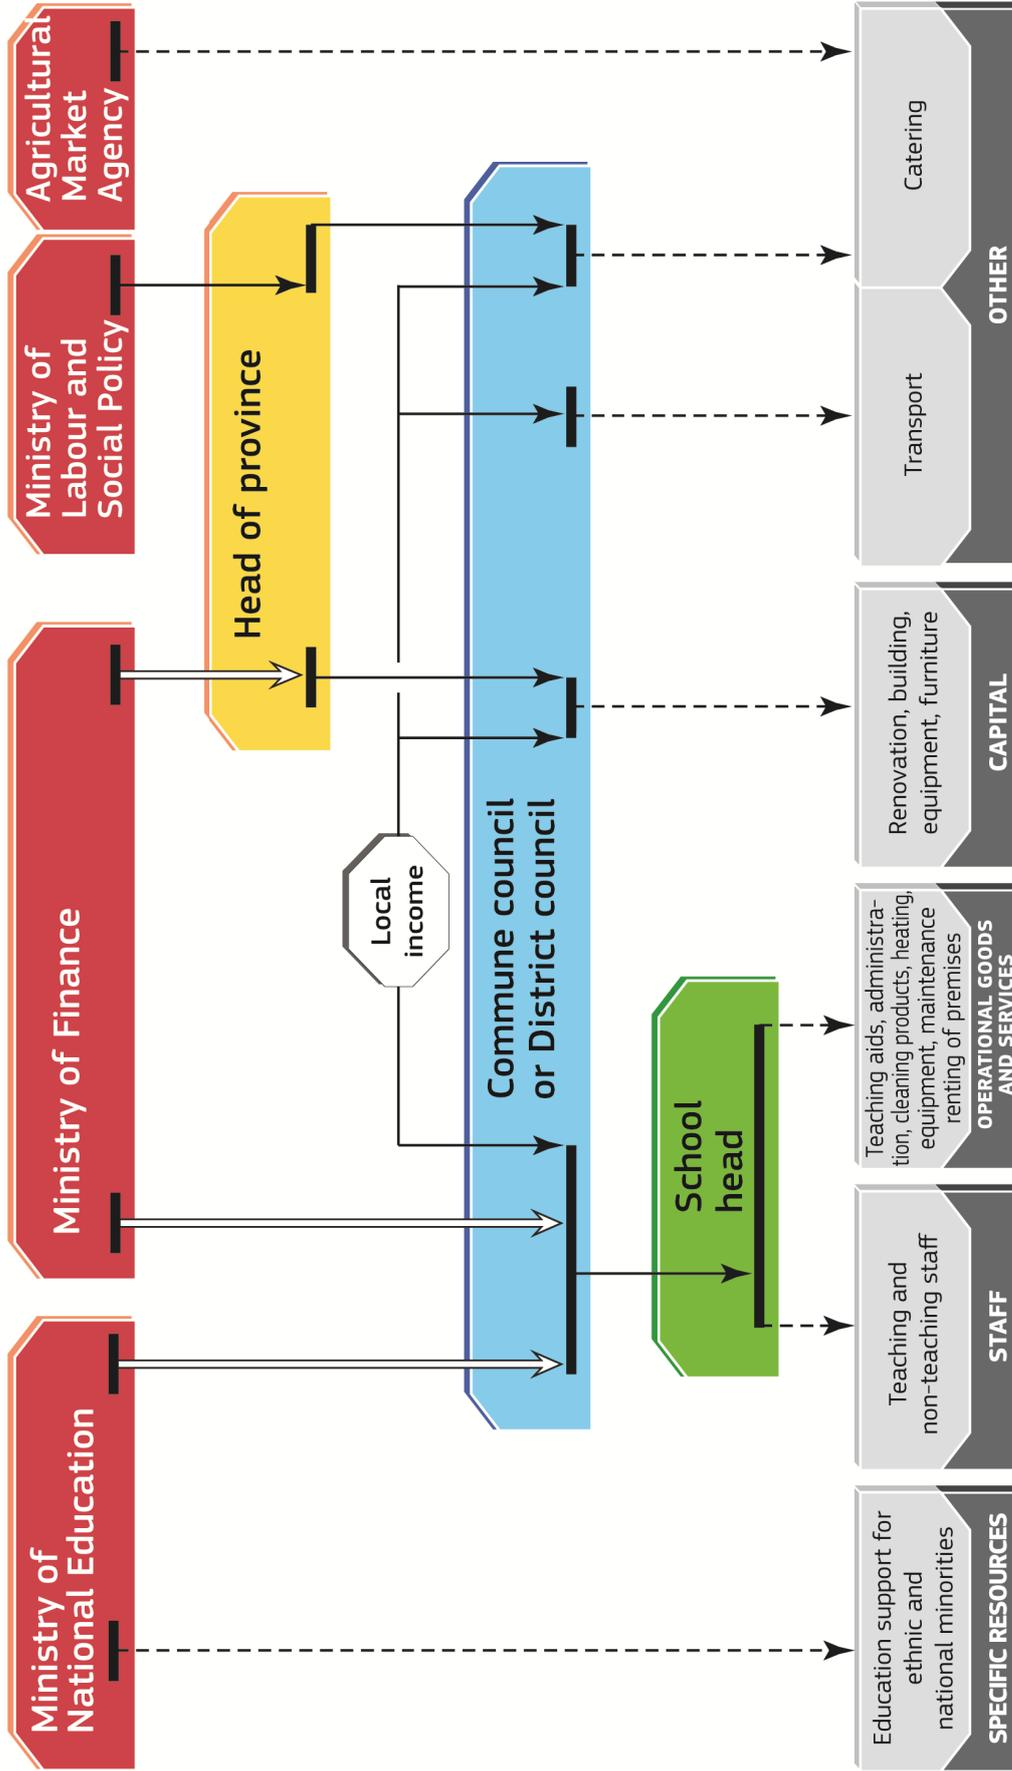 Ministry of
National Education
Ministry of Finance
Ministry of
Labour and
Social Policy
Agricultural
Market
Agency
Head of province
Local
income
Commune council
or District council
School
head
Education support for
ethnic and
national minorities
SPECIFIC RESOURCES
Teaching and
non-teaching staff
STAFF
Teaching aids, administra-
tion, cleaning products, heating,
equipment, maintenance
renting of premises
OPERATIONAL GOODS
AND SERVICES
Renovation, building,
equipment, furniture
CAPITAL
Transport
Catering
OTHER